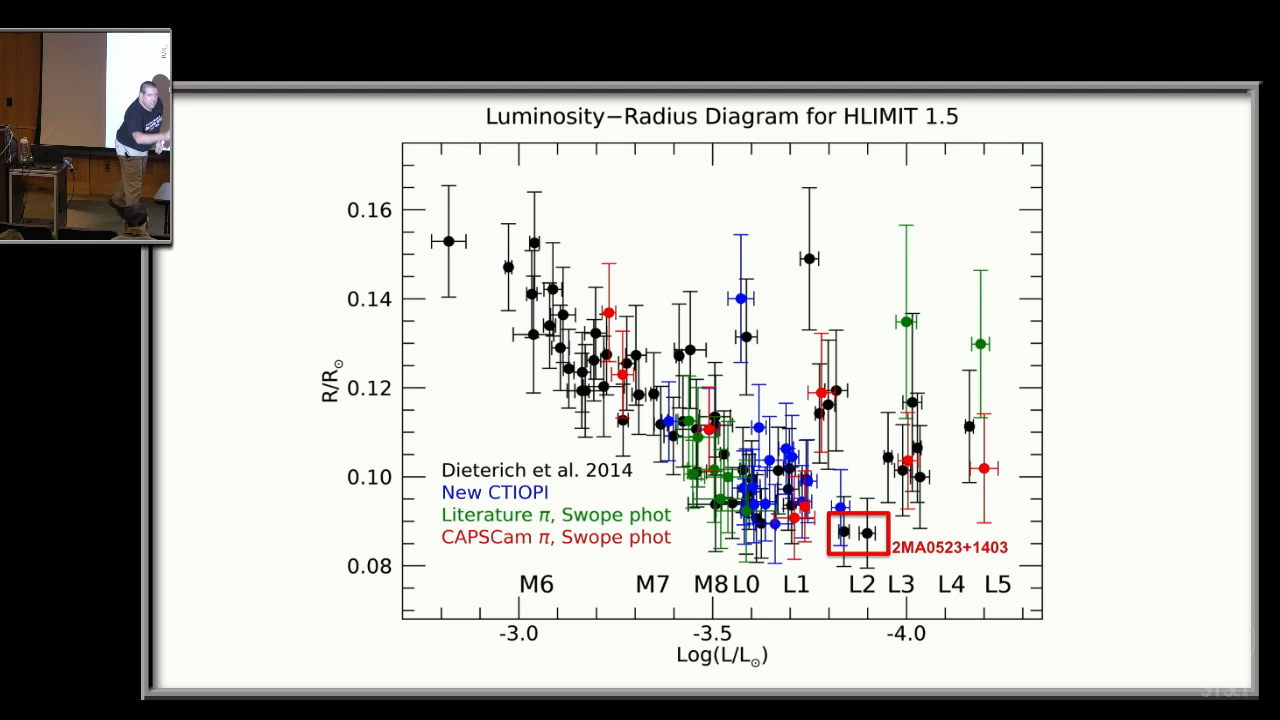 Luminosity−Radius Diagram for HLIMIT 1.5
R/R☉
0.16
0.14
0.12
0.10
0.08
Dieterich et al. 2014
New CTIOPI
Literature π, Swope phot
CAPSCam π, Swope phot
2MA0523+1403
M6 M7 M8 L0 L1 L2 L3 L4 L5
-3.0 -3.5 -4.0
Log(L/L☉)